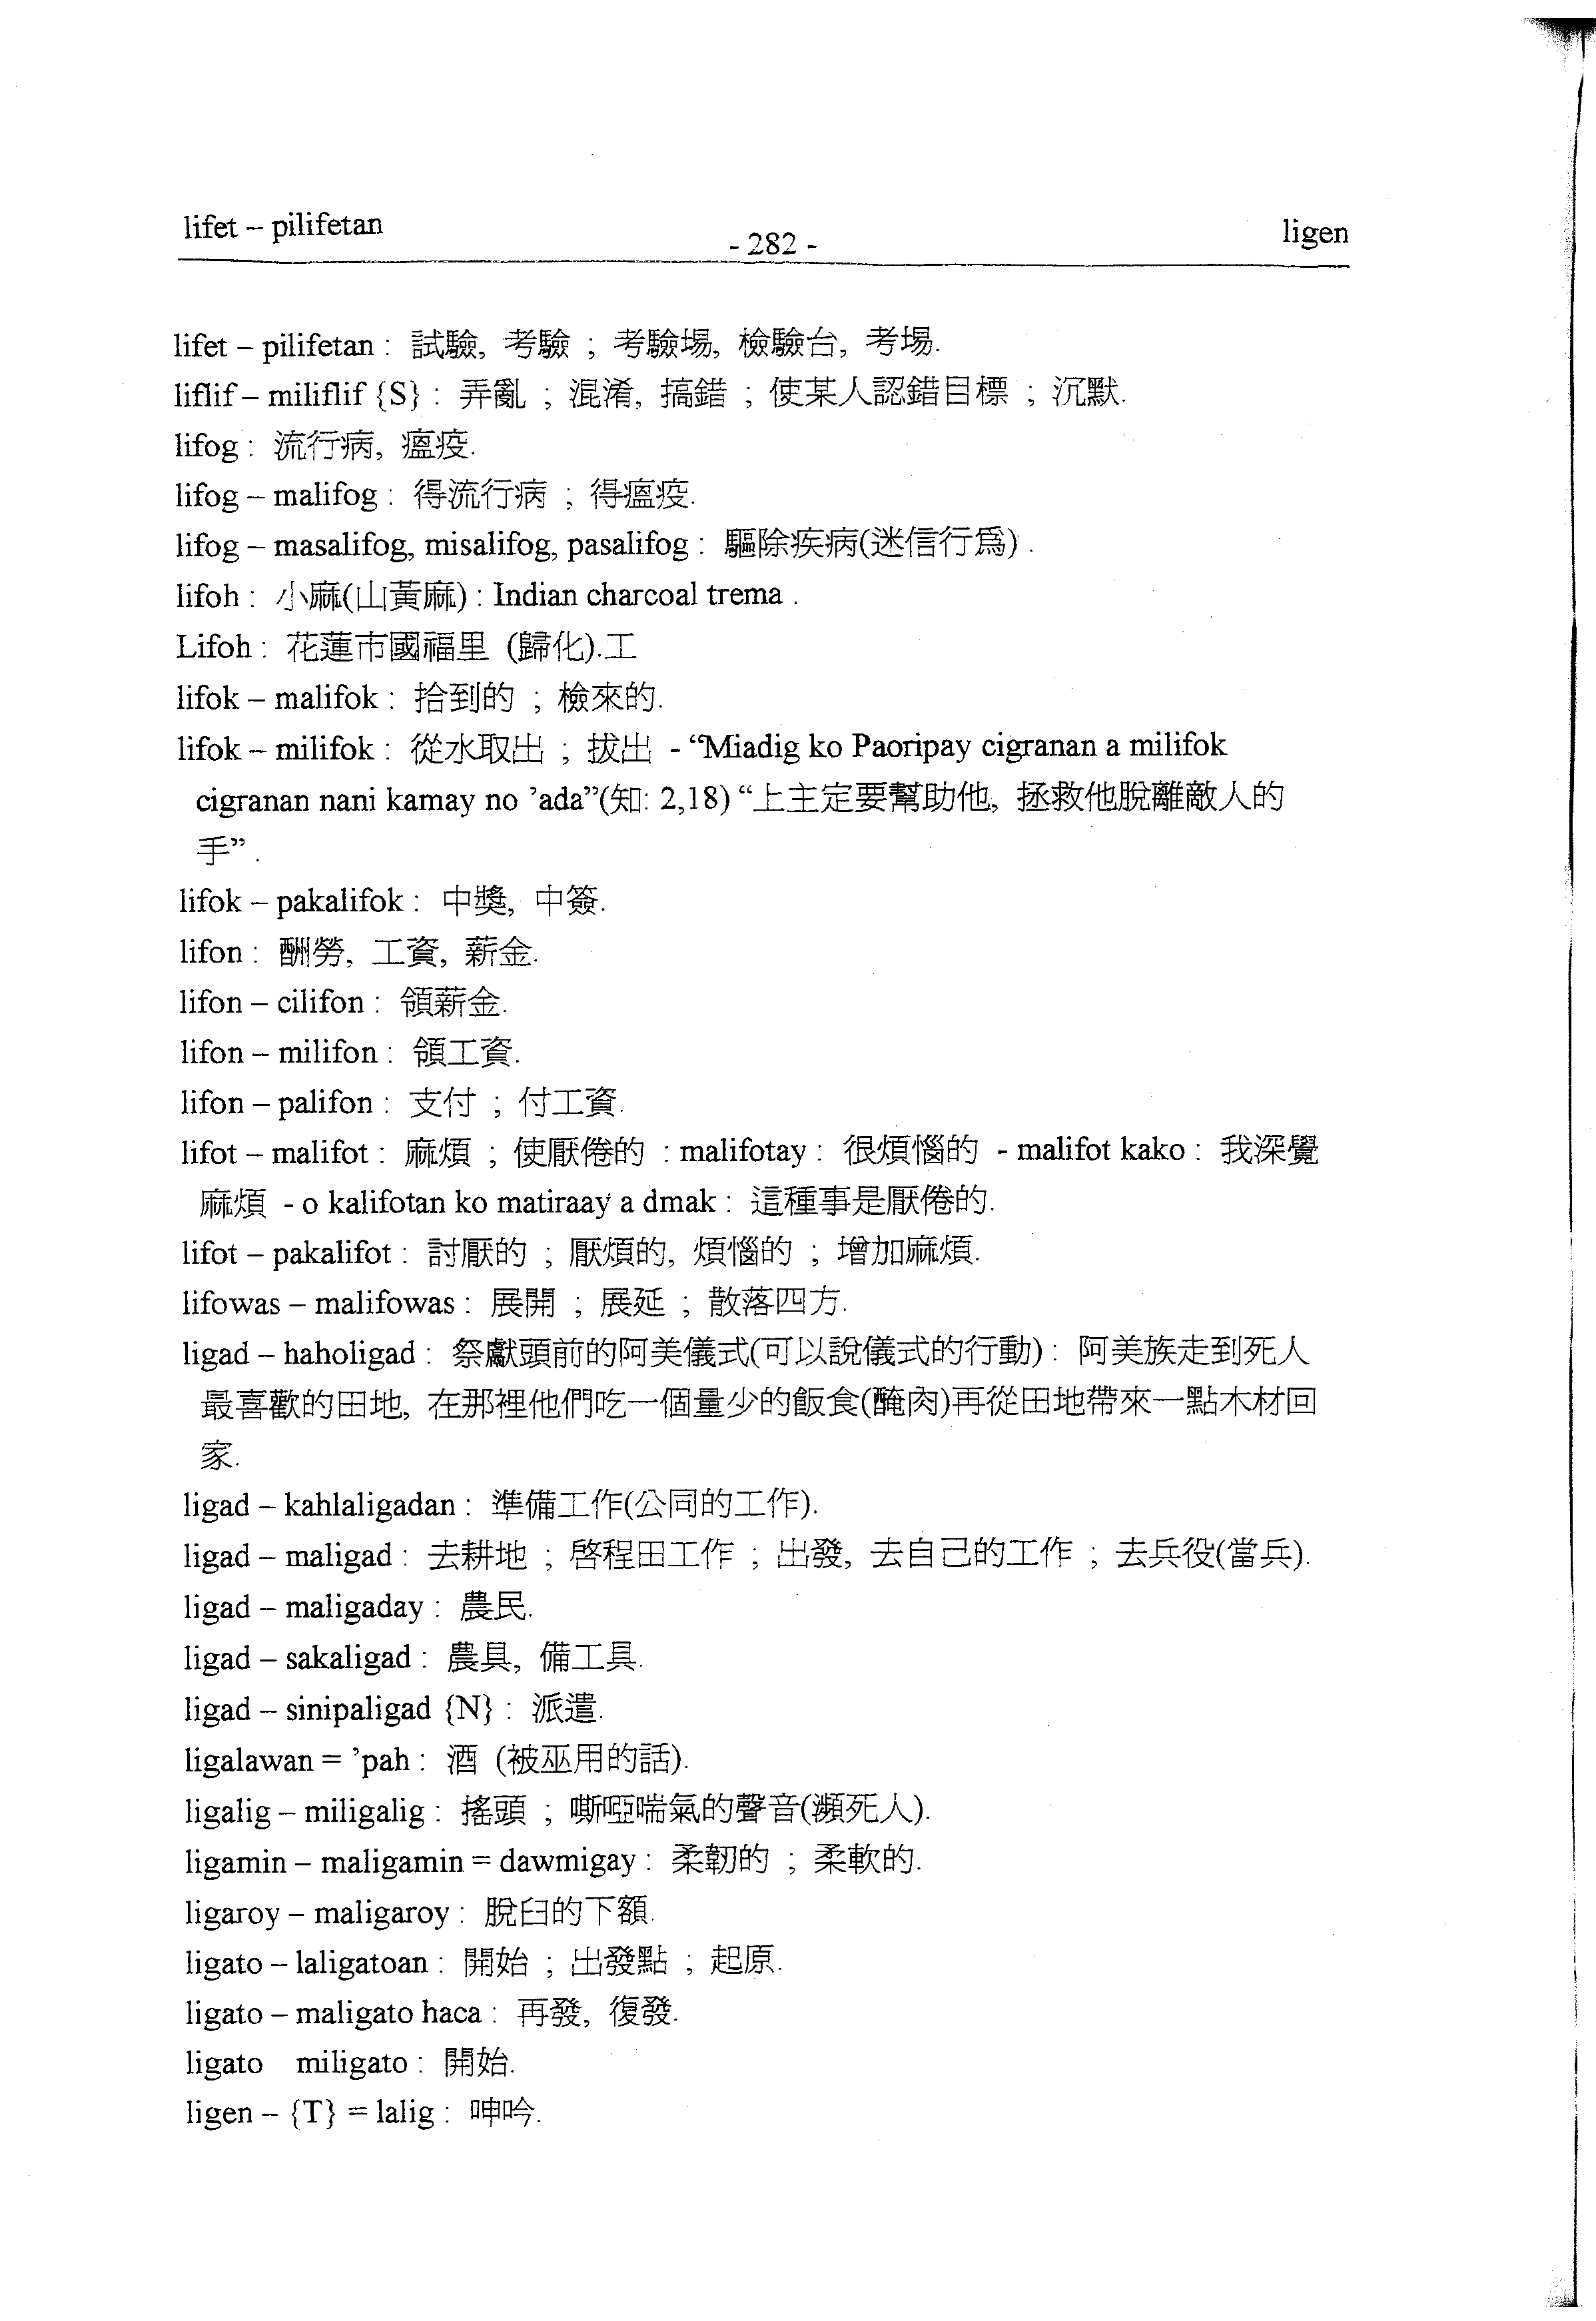 lifet – pilifetan
- 282 -
ligen
lifet – pilifetan : 試驗, 考驗 ; 考驗場, 檢驗台, 考場.
liflif – miliflif {S} : 弄亂 ; 混淆, 搞錯 ; 使某人認錯目標 ; 沉默.
lifog : 流行病, 瘟疫.
lifog – malifog : 得流行病 ; 得瘟疫.
lifog – masalifog, misalifog, pasalifog : 驅除疾病(迷信行爲) .
lifoh : 小麻(山黃麻) : Indian charcoal trema .
Lifoh : 花蓮市國福里 (歸化).工
lifok – malifok : 拾到的 ; 檢來的.
lifok – milifok : 從水取出 ; 拔出 - “Miadig ko Paoripay cigranan a milifok
cigranan nani kamay no ’ada”(知: 2,18) “上主定要幫助他, 拯救他脫離敵人的
手” .
lifok – pakalifok : 中獎, 中簽.
lifon : 酬勞, 工資, 薪金.
lifon – cilifon : 領薪金.
lifon – milifon : 領工資.
lifon – palifon : 支付 ; 付工資.
lifot – malifot : 麻煩 ; 使厭倦的 : malifotay : 很煩惱的 - malifot kako : 我深覺
麻煩 - o kalifotan ko matiraay a dmak : 這種事是厭倦的.
lifot – pakalifot : 討厭的 ; 厭煩的, 煩惱的 ; 增加麻煩.
lifowas – malifowas : 展開 ; 展延 ; 散落四方.
ligad – haholigad : 祭獻頭前的阿美儀式(可以說儀式的行動) : 阿美族走到死人
最喜歡的田地, 在那裡他們吃一個量少的飯食(醃肉)再從田地帶來一點木材回
家.
ligad – kahlaligadan : 準備工作(公同的工作).
ligad – maligad : 去耕地 ; 啓程田工作 ; 出發, 去自己的工作 ; 去兵役(當兵).
ligad – maligaday : 農民.
ligad – sakaligad : 農具, 備工具.
ligad – sinipaligad {N} : 派遣.
ligalawan = ’pah : 酒 (被巫用的話).
ligalig – miligalig : 搖頭 ; 嘶啞喘氣的聲音(瀕死人).
ligamin – maligamin = dawmigay : 柔韌的 ; 柔軟的.
ligaroy – maligaroy : 脫臼的下額.
ligato – laligatoan : 開始 ; 出發點 ; 起原.
ligato – maligato haca : 再發, 復發.
ligato miligato : 開始.
ligen – {T} = lalig : 呻吟.